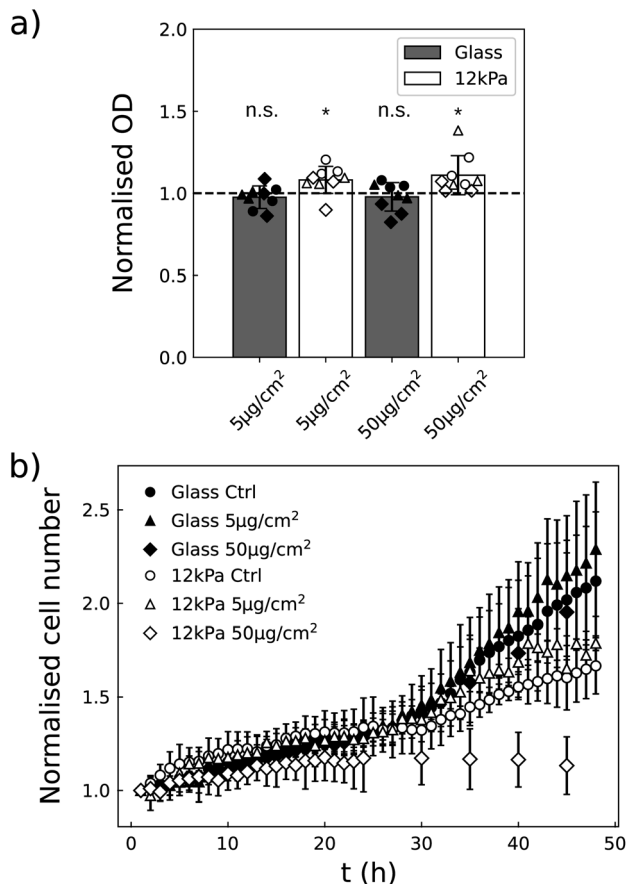 a)
Normalised OD
2.0
1.5
1.0
0.5
0.0
Glass
12kPa
n.s.
*
n.s.
*
5µg/cm²
5µg/cm²
50µg/cm²
50µg/cm²
b)
Normalised cell number
2.5
2.0
1.5
1.0
Glass Ctrl
Glass 5µg/cm²
Glass 50µg/cm²
12kPa Ctrl
12kPa 5µg/cm²
12kPa 50µg/cm²
0
10
20
30
40
50
t (h)